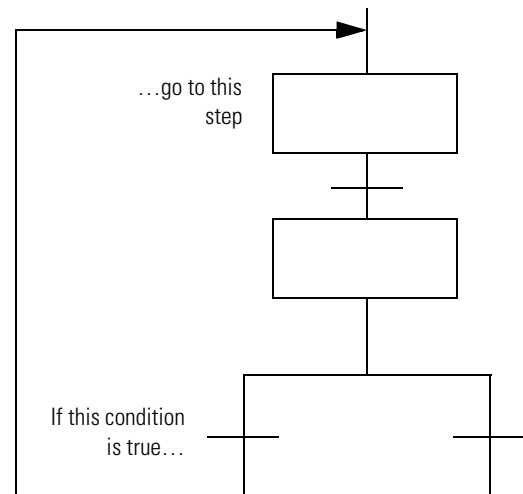 …go to this
step
If this condition
is true…